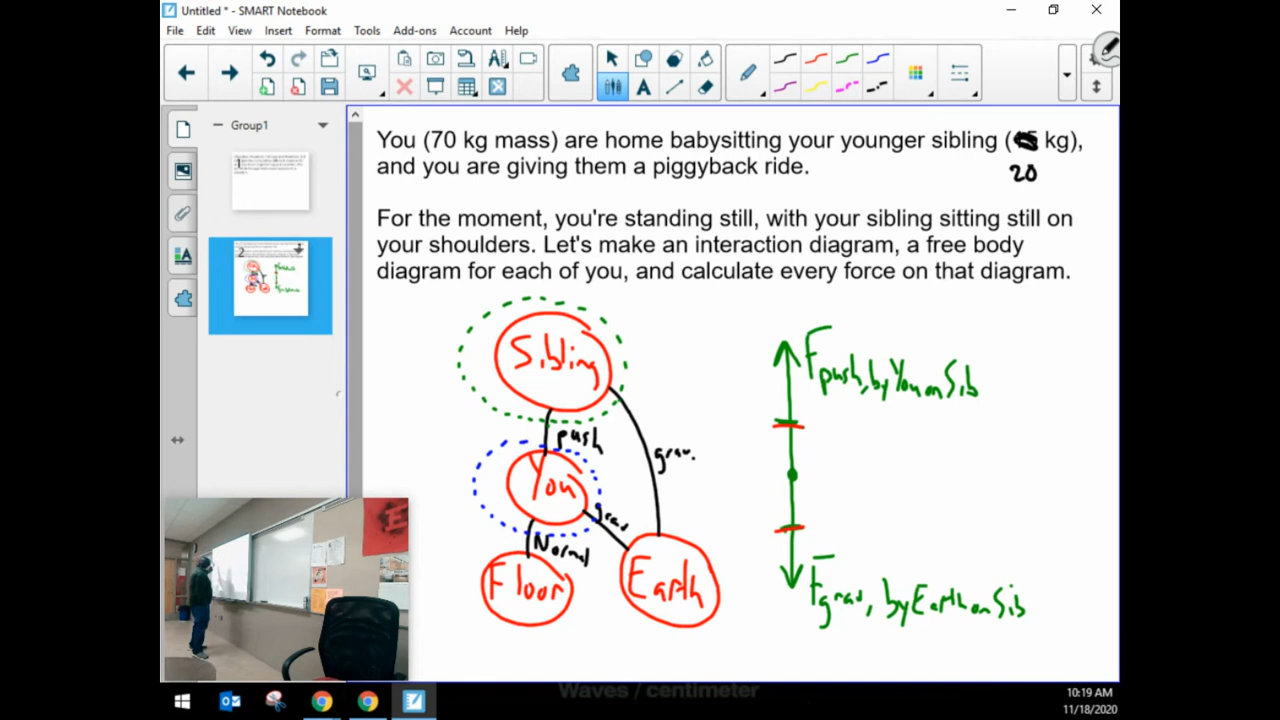 Untitled * - SMART Notebook
File Edit View Insert Format Tools Add-ons Account Help
Group1
You (70 kg mass) are home babysitting your younger sibling ( kg),
20
and you are giving them a piggyback ride.
For the moment, you're standing still, with your sibling sitting still on
your shoulders. Let's make an interaction diagram, a free body
diagram for each of you, and calculate every force on that diagram.
Sibling
push
grav.
You
grav
Normal
Floor
Earth
F push, by You on Sib
F grav, by Earth on Sib
2
Waves / centimeter
10:19 AM
11/18/2020